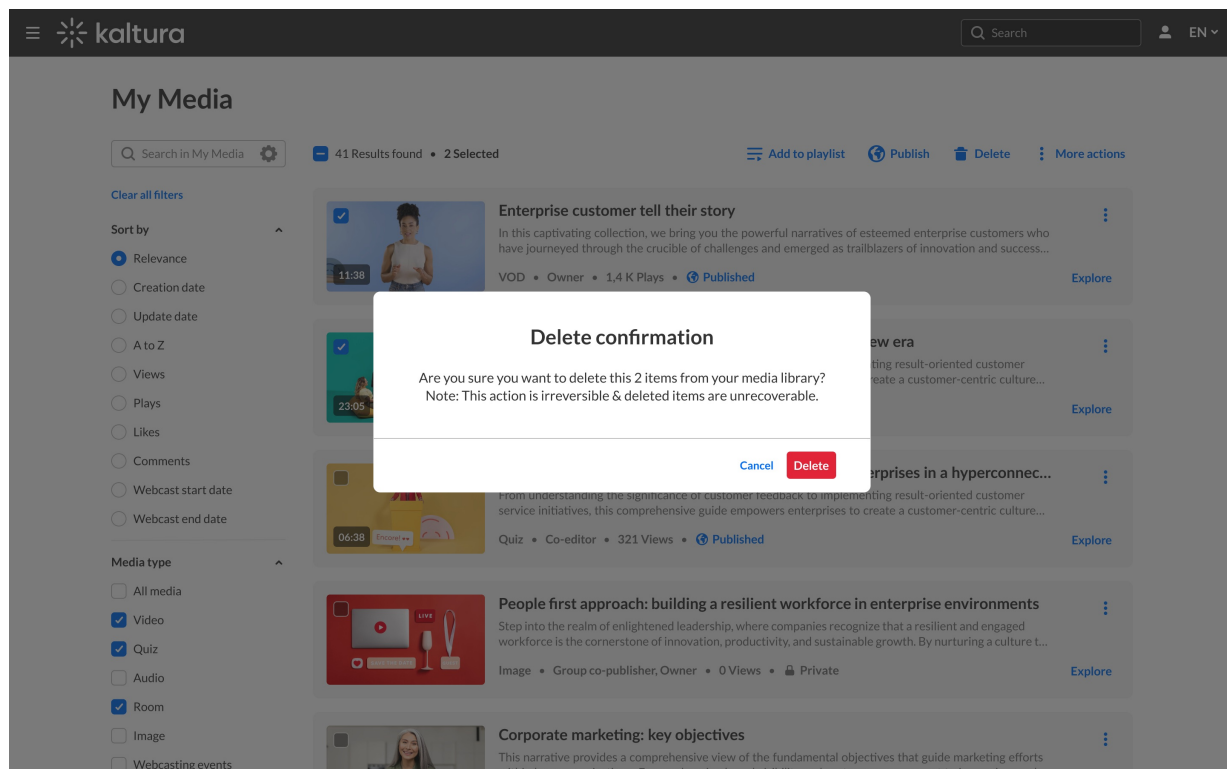 kaltura
Search
EN
My Media
Search in My Media
41 Results found • 2 Selected
Add to playlist
Publish
Delete
More actions
Clear all filters
Sort by
Relevance
Creation date
Update date
A to Z
Views
Plays
Likes
Comments
Webcast start date
Webcast end date
Media type
All media
Video
Quiz
Audio
Room
Image
Webcasting events
11:38
Enterprise customer tell their story
In this captivating collection, we bring you the powerful narratives of esteemed enterprise customers who
have journeyed through the crucible of challenges and emerged as trailblazers of innovation and success...
VOD • Owner • 1,4 K Plays • Published
Explore
23:05
ew era
ting result-oriented customer
reate a customer-centric culture...
Explore
Delete confirmation
Are you sure you want to delete this 2 items from your media library?
Note: This action is irreversible & deleted items are unrecoverable.
Cancel
Delete
06:38
Encore!
erprises in a hyperconnec...
From understanding the significance of customer feedback to implementing result-oriented customer
service initiatives, this comprehensive guide empowers enterprises to create a customer-centric culture...
Quiz • Co-editor • 321 Views • Published
Explore
LIVE
People first approach: building a resilient workforce in enterprise environments
Step into the realm of enlightened leadership, where companies recognize that a resilient and engaged
workforce is the cornerstone of innovation, productivity, and sustainable growth. By nurturing a culture t...
Image • Group co-publisher, Owner • 0 Views • Private
Explore
Corporate marketing: key objectives
This narrative provides a comprehensive view of the fundamental objectives that guide marketing efforts